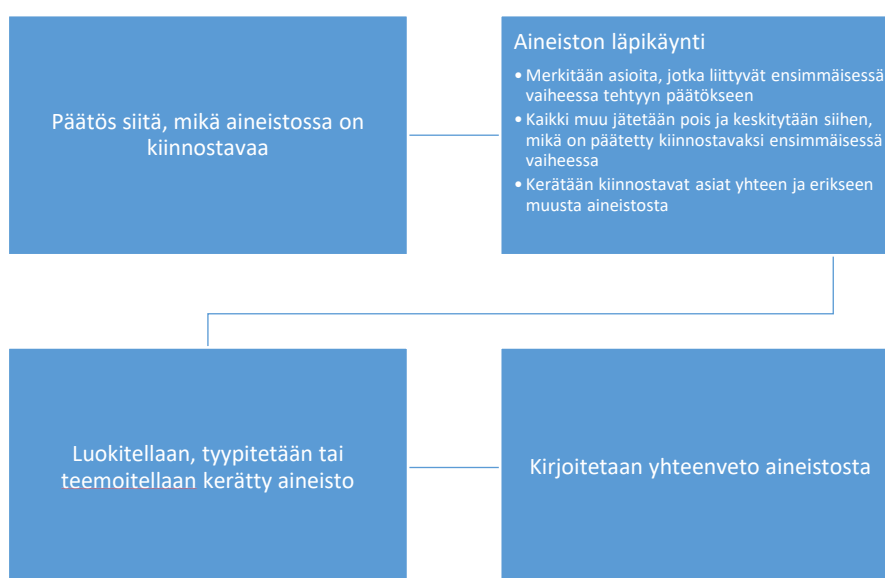 Päätös siitä, mikä aineistossa on
kiinnostavaa
Aineiston läpikäynti
• Merkitään asioita, jotka liittyvät ensimmäisessä
vaiheessa tehtyyn päätökseen
• Kaikki muu jätetään pois ja keskitytään siihen,
mikä on päätetty kiinnostavaksi ensimmäisessä
vaiheessa
• Kerätään kiinnostavat asiat yhteen ja erikseen
muusta aineistosta
Luokitellaan, tyypitetään tai
teemoitellaan kerätty aineisto
Kirjoitetaan yhteenveto aineistosta